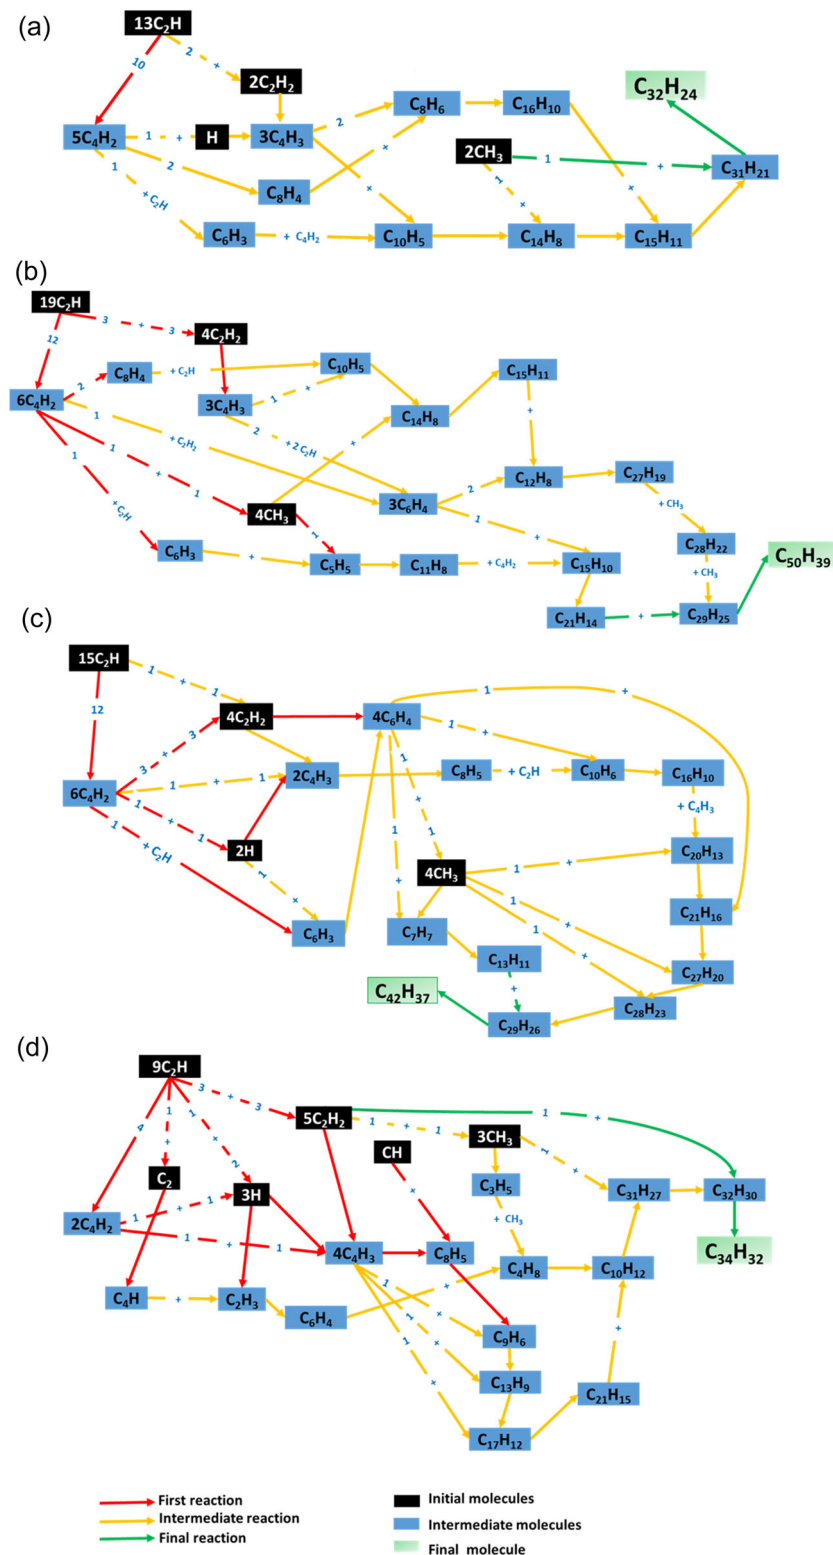 (a)
13C₂H
10
2 +
2C₂H₂
5C₄H₂
1 +
H
3C₄H₃
2
C₈H₆
C₁₆H₁₀
C₃₂H₂₄
2CH₃
1 +
C₃₁H₂₁
2
C₈H₄
+
+
1
+
+
1
+ C₂H
C₆H₃
+ C₄H₂
C₁₀H₅
C₁₄H₈
C₁₅H₁₁
(b)
19C₂H
3 + 3
4C₂H₂
12
C₈H₄
+ C₂H
C₁₀H₅
C₁₅H₁₁
6C₄H₂
2
3C₄H₃
1 +
C₁₄H₈
+
1
+ C₂H₂
2 +2 C₂H
+
1 + 1
4CH₃
3C₆H₄
2
C₁₂H₈
C₂₇H₁₉
+ CH₃
1
+ C₂H
1
1 +
C₂₈H₂₂
C₅₀H₃₉
C₆H₃
+
C₅H₅
C₁₁H₈
+ C₄H₂
C₁₅H₁₀
+ CH₃
C₂₁H₁₄
+
C₂₉H₂₅
(c)
15C₂H
1 + 1
12
4C₂H₂
4C₆H₄
1 +
3 + 3
1 +
6C₄H₂
1 + 1
2C₄H₃
C₈H₅
+ C₂H
C₁₀H₆
C₁₆H₁₀
1 + 1
1 + 1
+ C₄H₃
1
+ C₂H
2H
1 +
1 +
4CH₃
1 +
C₂₀H₁₃
C₆H₃
C₇H₇
1 +
1 +
C₂₁H₁₆
C₁₃H₁₁
C₂₇H₂₀
C₄₂H₃₇
+
C₂₈H₂₃
C₂₉H₂₆
(d)
9C₂H
3 + 3
4
1 +
1 + 2
5C₂H₂
1 + 1
3CH₃
1 +
1 +
C₂
CH
3H
+
C₃H₅
C₃₁H₂₇
C₃₂H₃₀
2C₄H₂
1 + 1
1 + 1
4C₄H₃
C₈H₅
+ CH₃
C₃₄H₃₂
C₄H
+
C₂H₃
C₆H₄
+
C₄H₈
C₁₀H₁₂
1 +
1 +
1 +
C₉H₆
+
C₁₃H₉
C₂₁H₁₅
C₁₇H₁₂
First reaction
Intermediate reaction
Final reaction
Initial molecules
Intermediate molecules
Final molecule